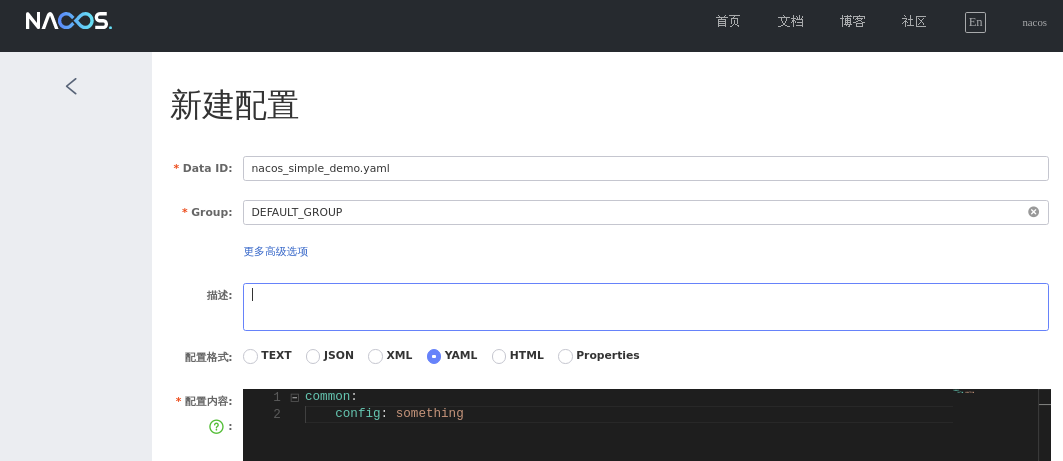 NACOS.
首页 文档 博客 社区 En nacos
新建配置
* Data ID: nacos_simple_demo.yaml
* Group: DEFAULT_GROUP
更多高级选项
描述:
配置格式: TEXT JSON XML YAML HTML Properties
* 配置内容: 1 common:
? : 2 config: something